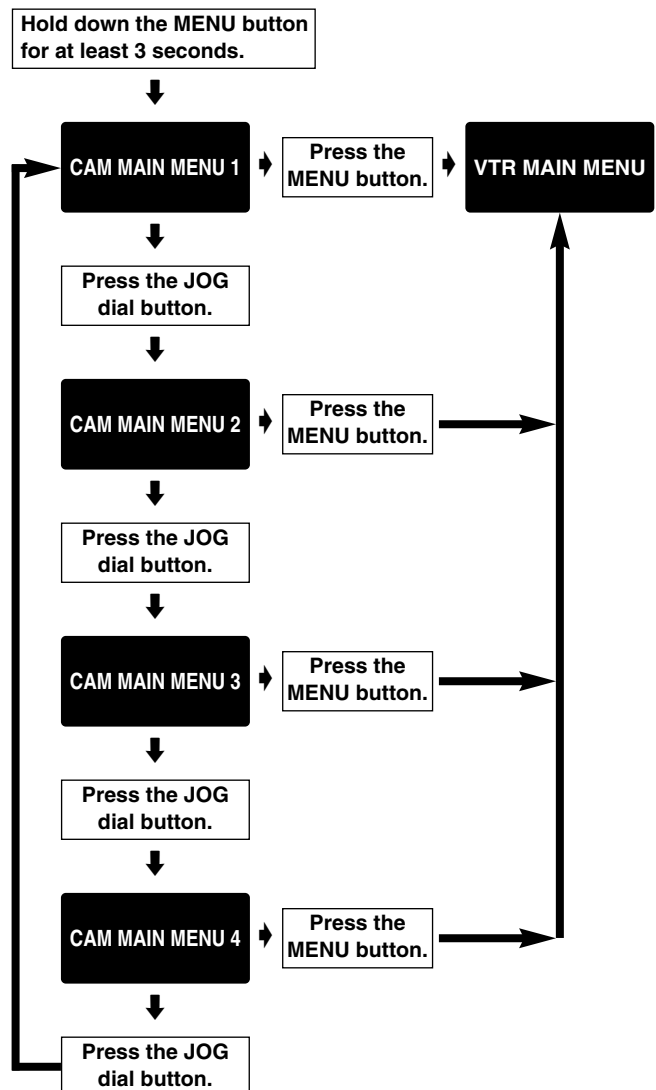 Hold down the MENU button
for at least 3 seconds.
CAM MAIN MENU 1
Press the
MENU button.
VTR MAIN MENU
Press the JOG
dial button.
CAM MAIN MENU 2
Press the
MENU button.
Press the JOG
dial button.
CAM MAIN MENU 3
Press the
MENU button.
Press the JOG
dial button.
CAM MAIN MENU 4
Press the
MENU button.
Press the JOG
dial button.